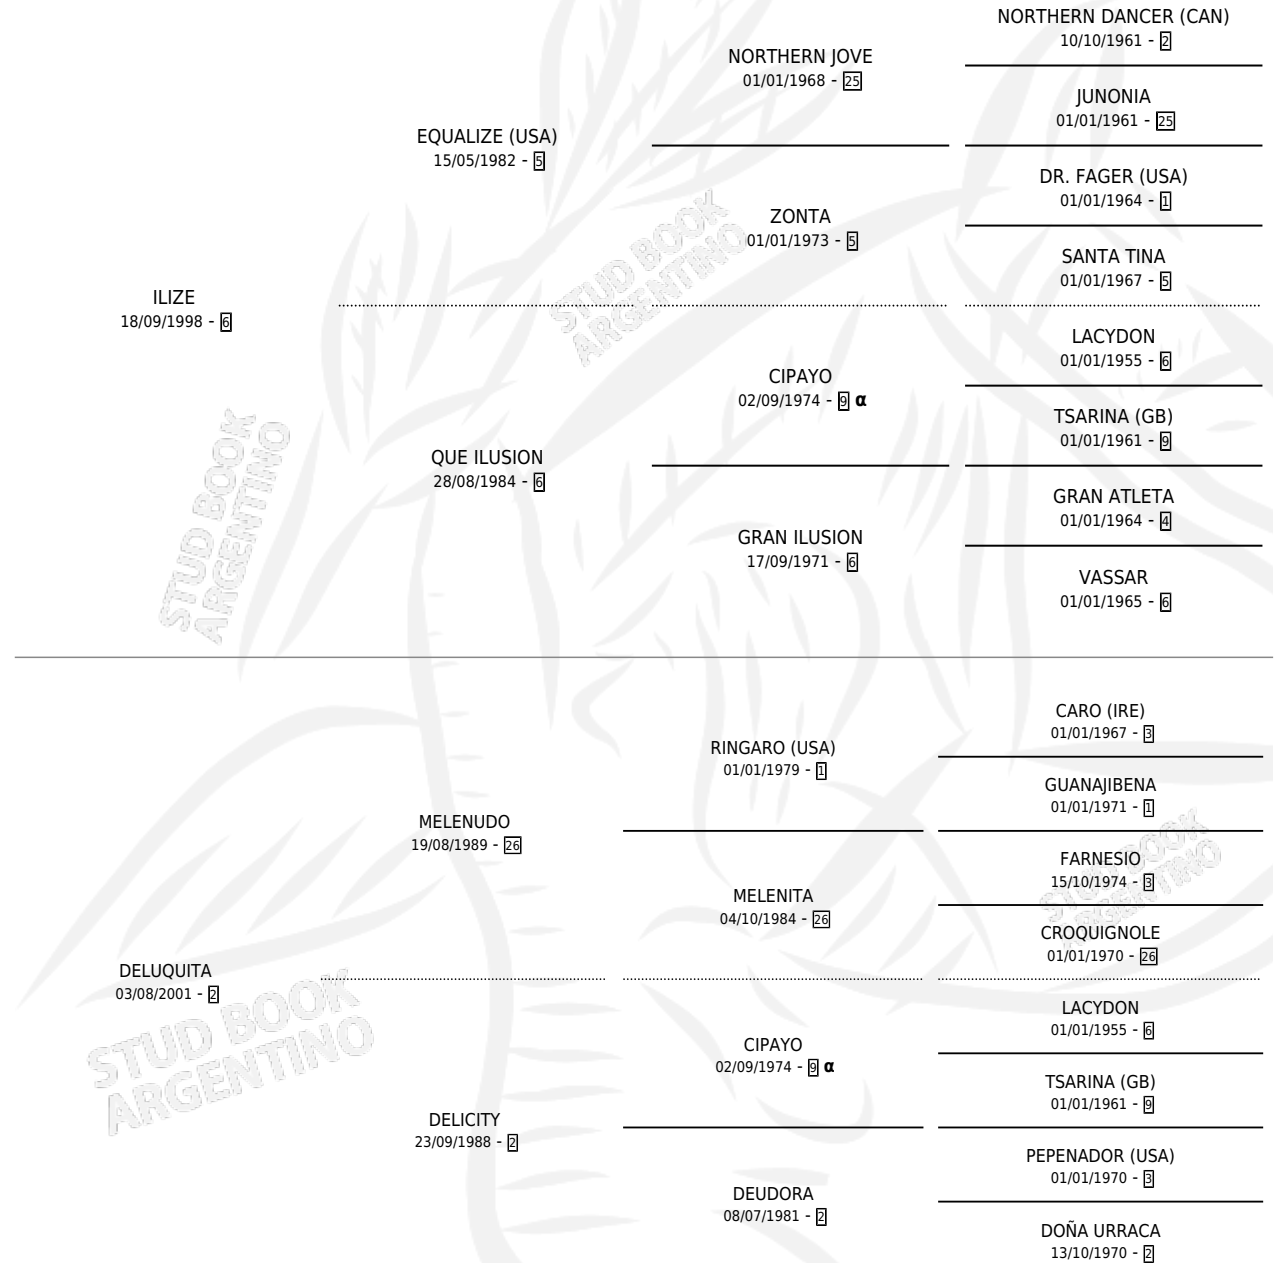 NORTHERN DANCER (CAN)
10/10/1961 - 2
NORTHERN JOVE
01/01/1968 - 25
JUNONIA
01/01/1961 - 25
EQUALIZE (USA)
15/05/1982 - 5
DR. FAGER (USA)
01/01/1964 - 1
ZONTA
01/01/1973 - 5
SANTA TINA
01/01/1967 - 5
STUD BOOK
ARGENTINO
ILIZE
18/09/1998 - 6
LACYDON
01/01/1955 - 6
CIPAYO
02/09/1974 - 9 α
TSARINA (GB)
01/01/1961 - 9
QUE ILUSION
28/08/1984 - 6
GRAN ATLETA
01/01/1964 - 4
GRAN ILUSION
17/09/1971 - 6
VASSAR
01/01/1965 - 6
STUD BOOK
ARGENTINO
CARO (IRE)
01/01/1967 - 3
RINGARO (USA)
01/01/1979 - 1
GUANAJIBENA
01/01/1971 - 1
MELENUDO
19/08/1989 - 26
FARNESIO
15/10/1974 - 3
STUD BOOK
ARGENTINO
MELENITA
04/10/1984 - 26
CROQUIGNOLE
01/01/1970 - 26
DELUQUITA
03/08/2001 - 2
LACYDON
01/01/1955 - 6
STUD BOOK
ARGENTINO
CIPAYO
02/09/1974 - 9 α
TSARINA (GB)
01/01/1961 - 9
DELICITY
23/09/1988 - 2
PEPENADOR (USA)
01/01/1970 - 3
DEUDORA
08/07/1981 - 2
DOÑA URRACA
13/10/1970 - 2